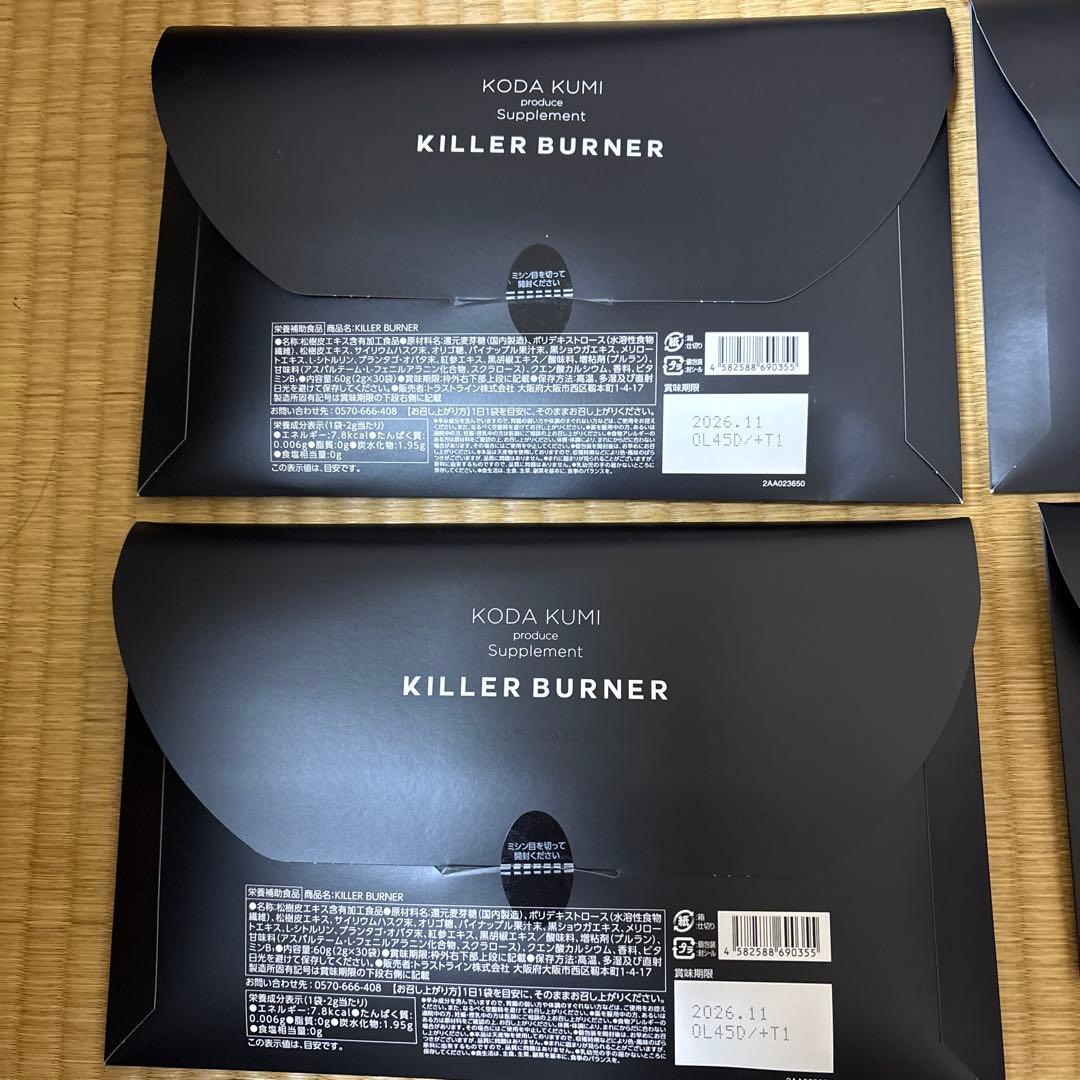 KODA KUMI
produce
Supplement
KILLER BURNER
ミシン目を切って
開封ください
栄養補助食品 商品名:KILLER BURNER
●名称:松樹皮エキス含有加工食品●原材料名:還元麦芽糖(国内製造)、ポリデキストロース(水溶性食物
繊維)、松樹皮エキス、サイリウムハスク末、オリゴ糖、パイナップル果汁末、黒ショウガエキス、メリロー
トエキス、L-シトルリン、プランタゴ・オバタ末、紅参エキス、黒胡椒エキス/酸味料、増粘剤(プルラン)、
甘味料(アスパルテーム・L-フェニルアラニン化合物、スクラロース)、クエン酸カルシウム、香料、ビタ
ミンB₁●内容量:60g(2g×30袋)●賞味期限:枠外右下部上段に記載●保存方法:高温、多湿及び直射
日光を避けて保存してください。●販売者:トラストライン株式会社 大阪府大阪市西区靱本町1-4-17
製造所固有記号は賞味期限の下段右側に記載
お問い合わせ先:0570-666-408 【お召し上がり方】1日1袋を目安に、そのままお召し上がりください。
栄養成分表示(1袋・2g当たり)
●エネルギー:7.8kcal●たんぱく質:
0.006g●脂質:0g●炭水化物:1.95g
●食塩相当量:0g
この表示値は、目安です。
紙 :箱 :仕切り
プラ :個包装 :封シール
4 582588 690355
賞味期限
2026.11
OL45D/+T1
2AA023650
KODA KUMI
produce
Supplement
KILLER BURNER
ミシン目を切って
開封ください
栄養補助食品 商品名:KILLER BURNER
●名称:松樹皮エキス含有加工食品●原材料名:還元麦芽糖(国内製造)、ポリデキストロース(水溶性食物
繊維)、松樹皮エキス、サイリウムハスク末、オリゴ糖、パイナップル果汁末、黒ショウガエキス、メリロー
トエキス、L-シトルリン、プランタゴ・オバタ末、紅参エキス、黒胡椒エキス/酸味料、増粘剤(プルラン)、
甘味料(アスパルテーム・L-フェニルアラニン化合物、スクラロース)、クエン酸カルシウム、香料、ビタ
ミンB₁●内容量:60g(2g×30袋)●賞味期限:枠外右下部上段に記載●保存方法:高温、多湿及び直射
日光を避けて保存してください。●販売者:トラストライン株式会社 大阪府大阪市西区靱本町1-4-17
製造所固有記号は賞味期限の下段右側に記載
お問い合わせ先:0570-666-408 【お召し上がり方】1日1袋を目安に、そのままお召し上がりください。
栄養成分表示(1袋・2g当たり)
●エネルギー:7.8kcal●たんぱく質:
0.006g●脂質:0g●炭水化物:1.95g
●食塩相当量:0g
この表示値は、目安です。
紙 :箱 :仕切り
プラ :個包装 :封シール
4 582588 690355
賞味期限
2026.11
OL45D/+T1